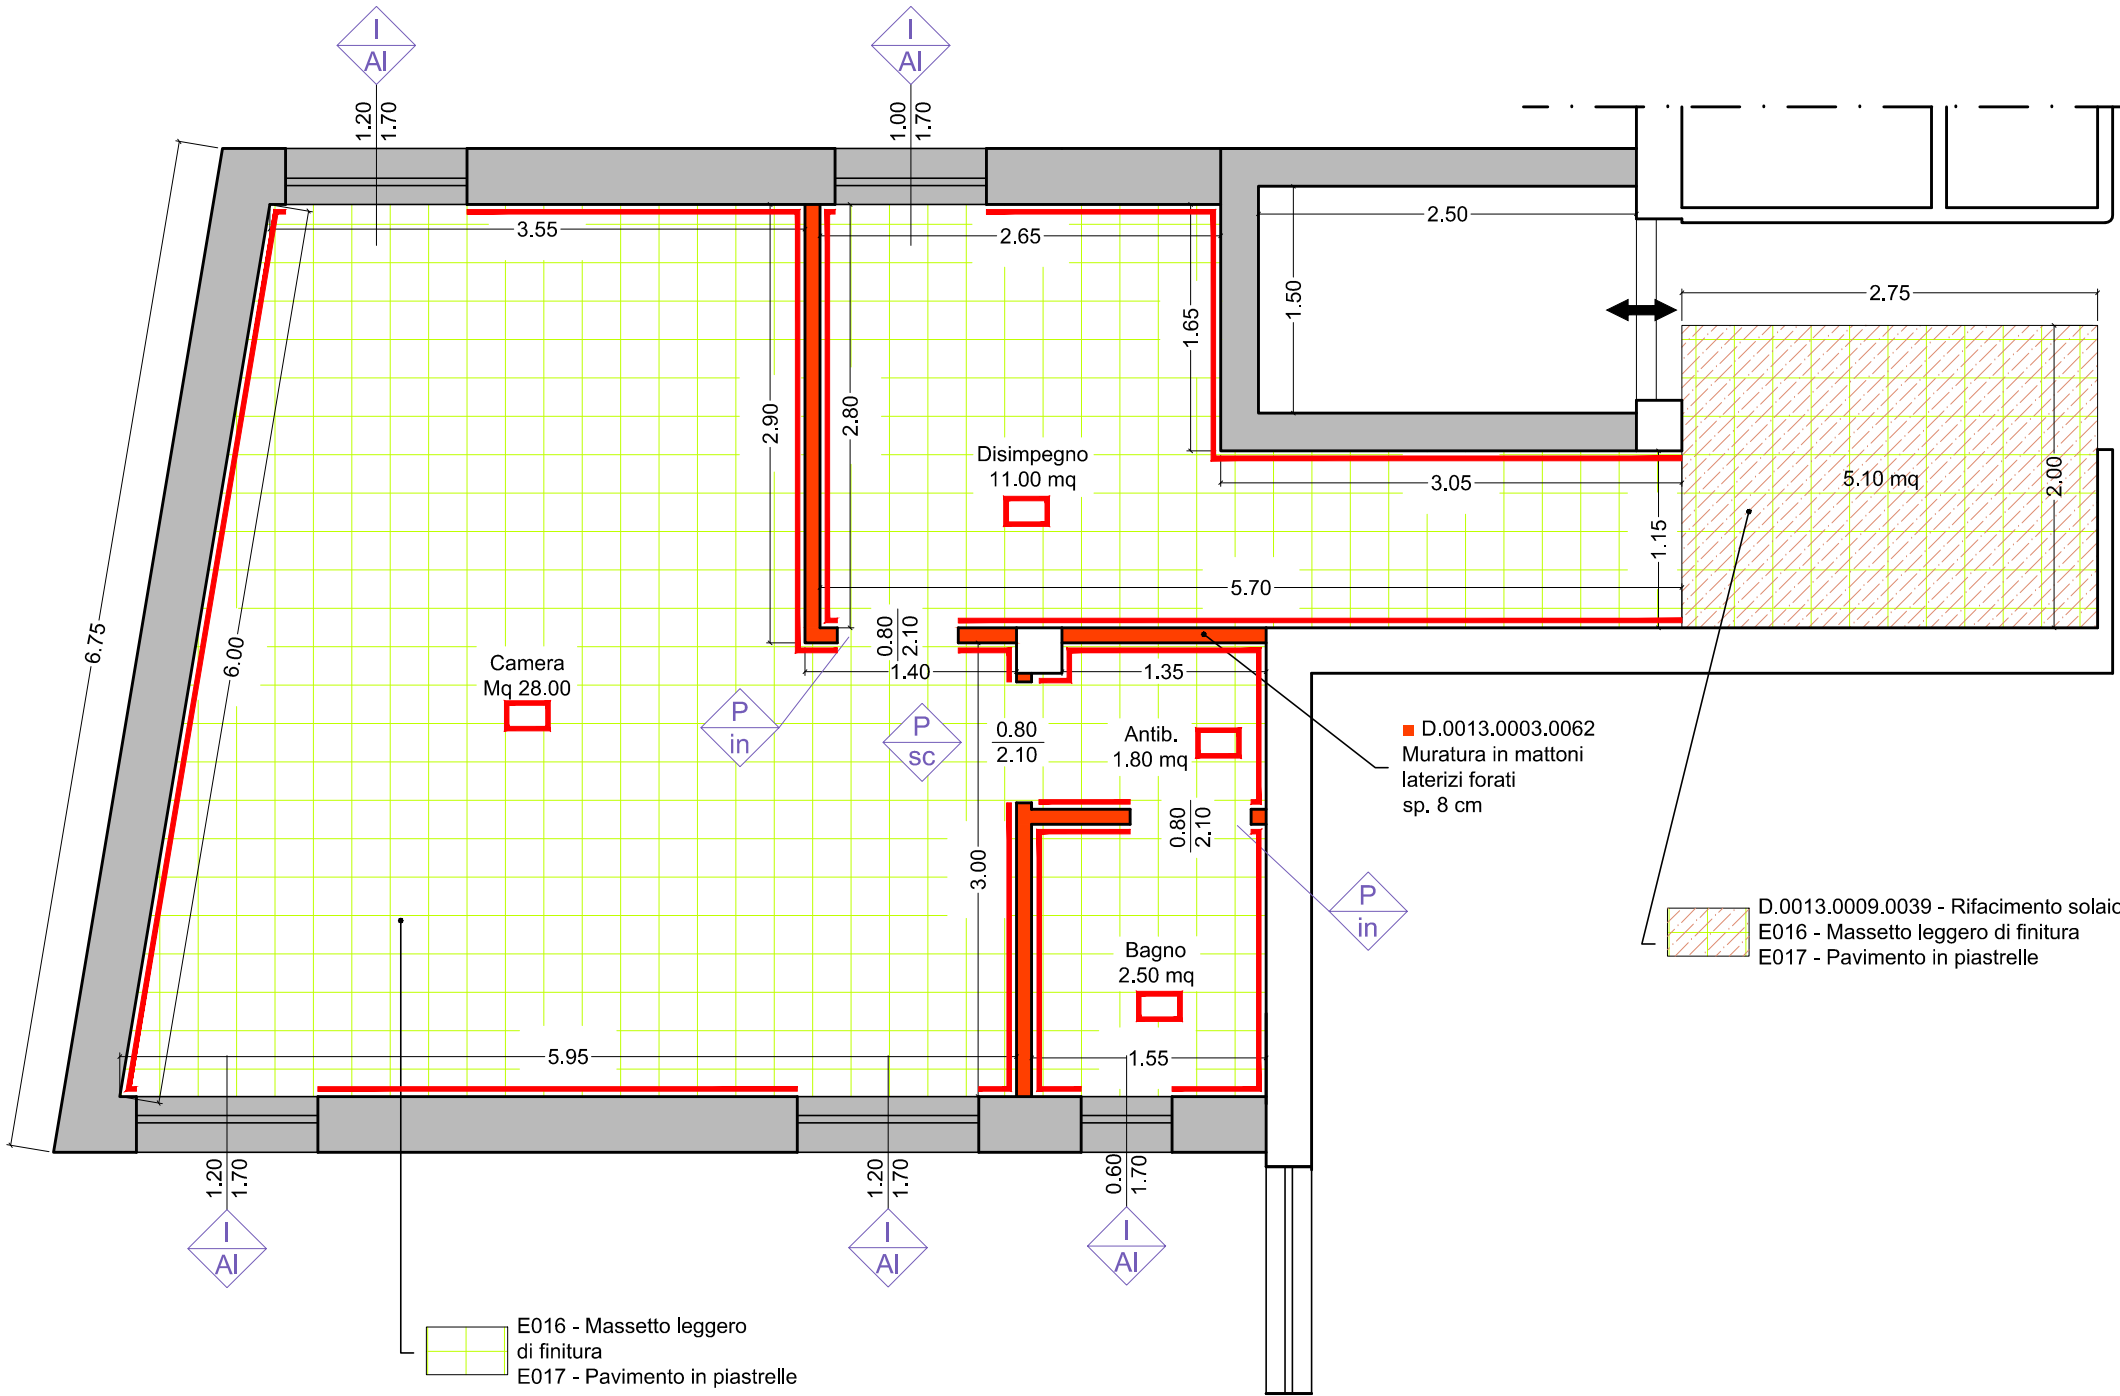 I
Al
I
Al
1.20
1.70
1.00
1.70
3.55
2.65
2.50
1.50
2.75
1.65
2.90
2.80
Disimpegno
11.00 mq
3.05
5.10 mq
2.00
1.15
5.70
6.75
6.00
0.80
2.10
Camera
Mq 28.00
1.40
1.35
P
in
P
sc
0.80
2.10
Antib.
1.80 mq
D.0013.0003.0062
Muratura in mattoni
laterizi forati
sp. 8 cm
0.80
2.10
3.00
P
in
D.0013.0009.0039 - Rifacimento solaio
E016 - Massetto leggero di finitura
E017 - Pavimento in piastrelle
Bagno
2.50 mq
5.95
1.55
1.20
1.70
1.20
1.70
0.60
1.70
I
Al
I
Al
I
Al
E016 - Massetto leggero
di finitura
E017 - Pavimento in piastrelle